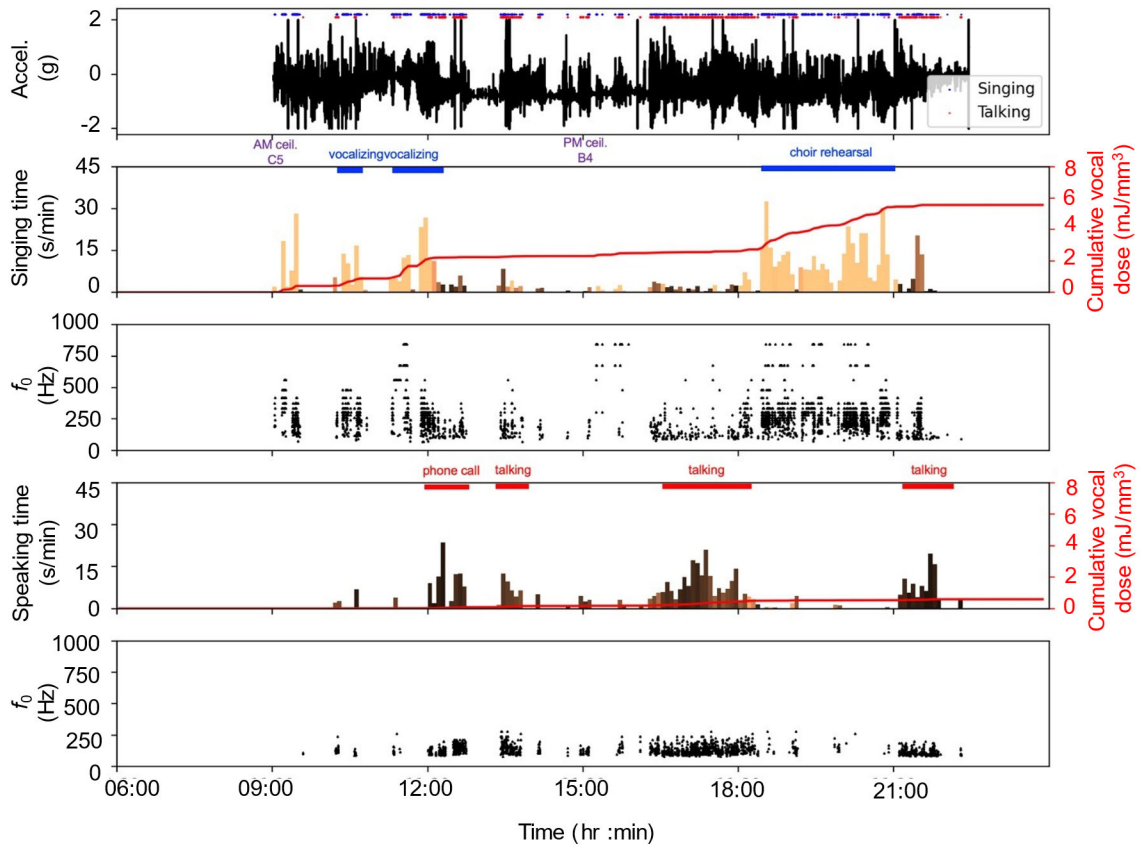 Accel.
(g)
2
0
-2
Singing
Talking
AM ceil.
C5
vocalizing
vocalizing
PM ceil.
B4
choir rehearsal
Singing time
(s/min)
45
30
15
0
8
6
4
2
0
Cumulative vocal
dose (mJ/mm³)
f₀
(Hz)
1000
750
500
250
0
phone call
talking
talking
talking
Speaking time
(s/min)
45
30
15
0
8
6
4
2
0
Cumulative vocal
dose (mJ/mm³)
f₀
(Hz)
1000
750
500
250
0
06:00 09:00 12:00 15:00 18:00 21:00
Time (hr :min)